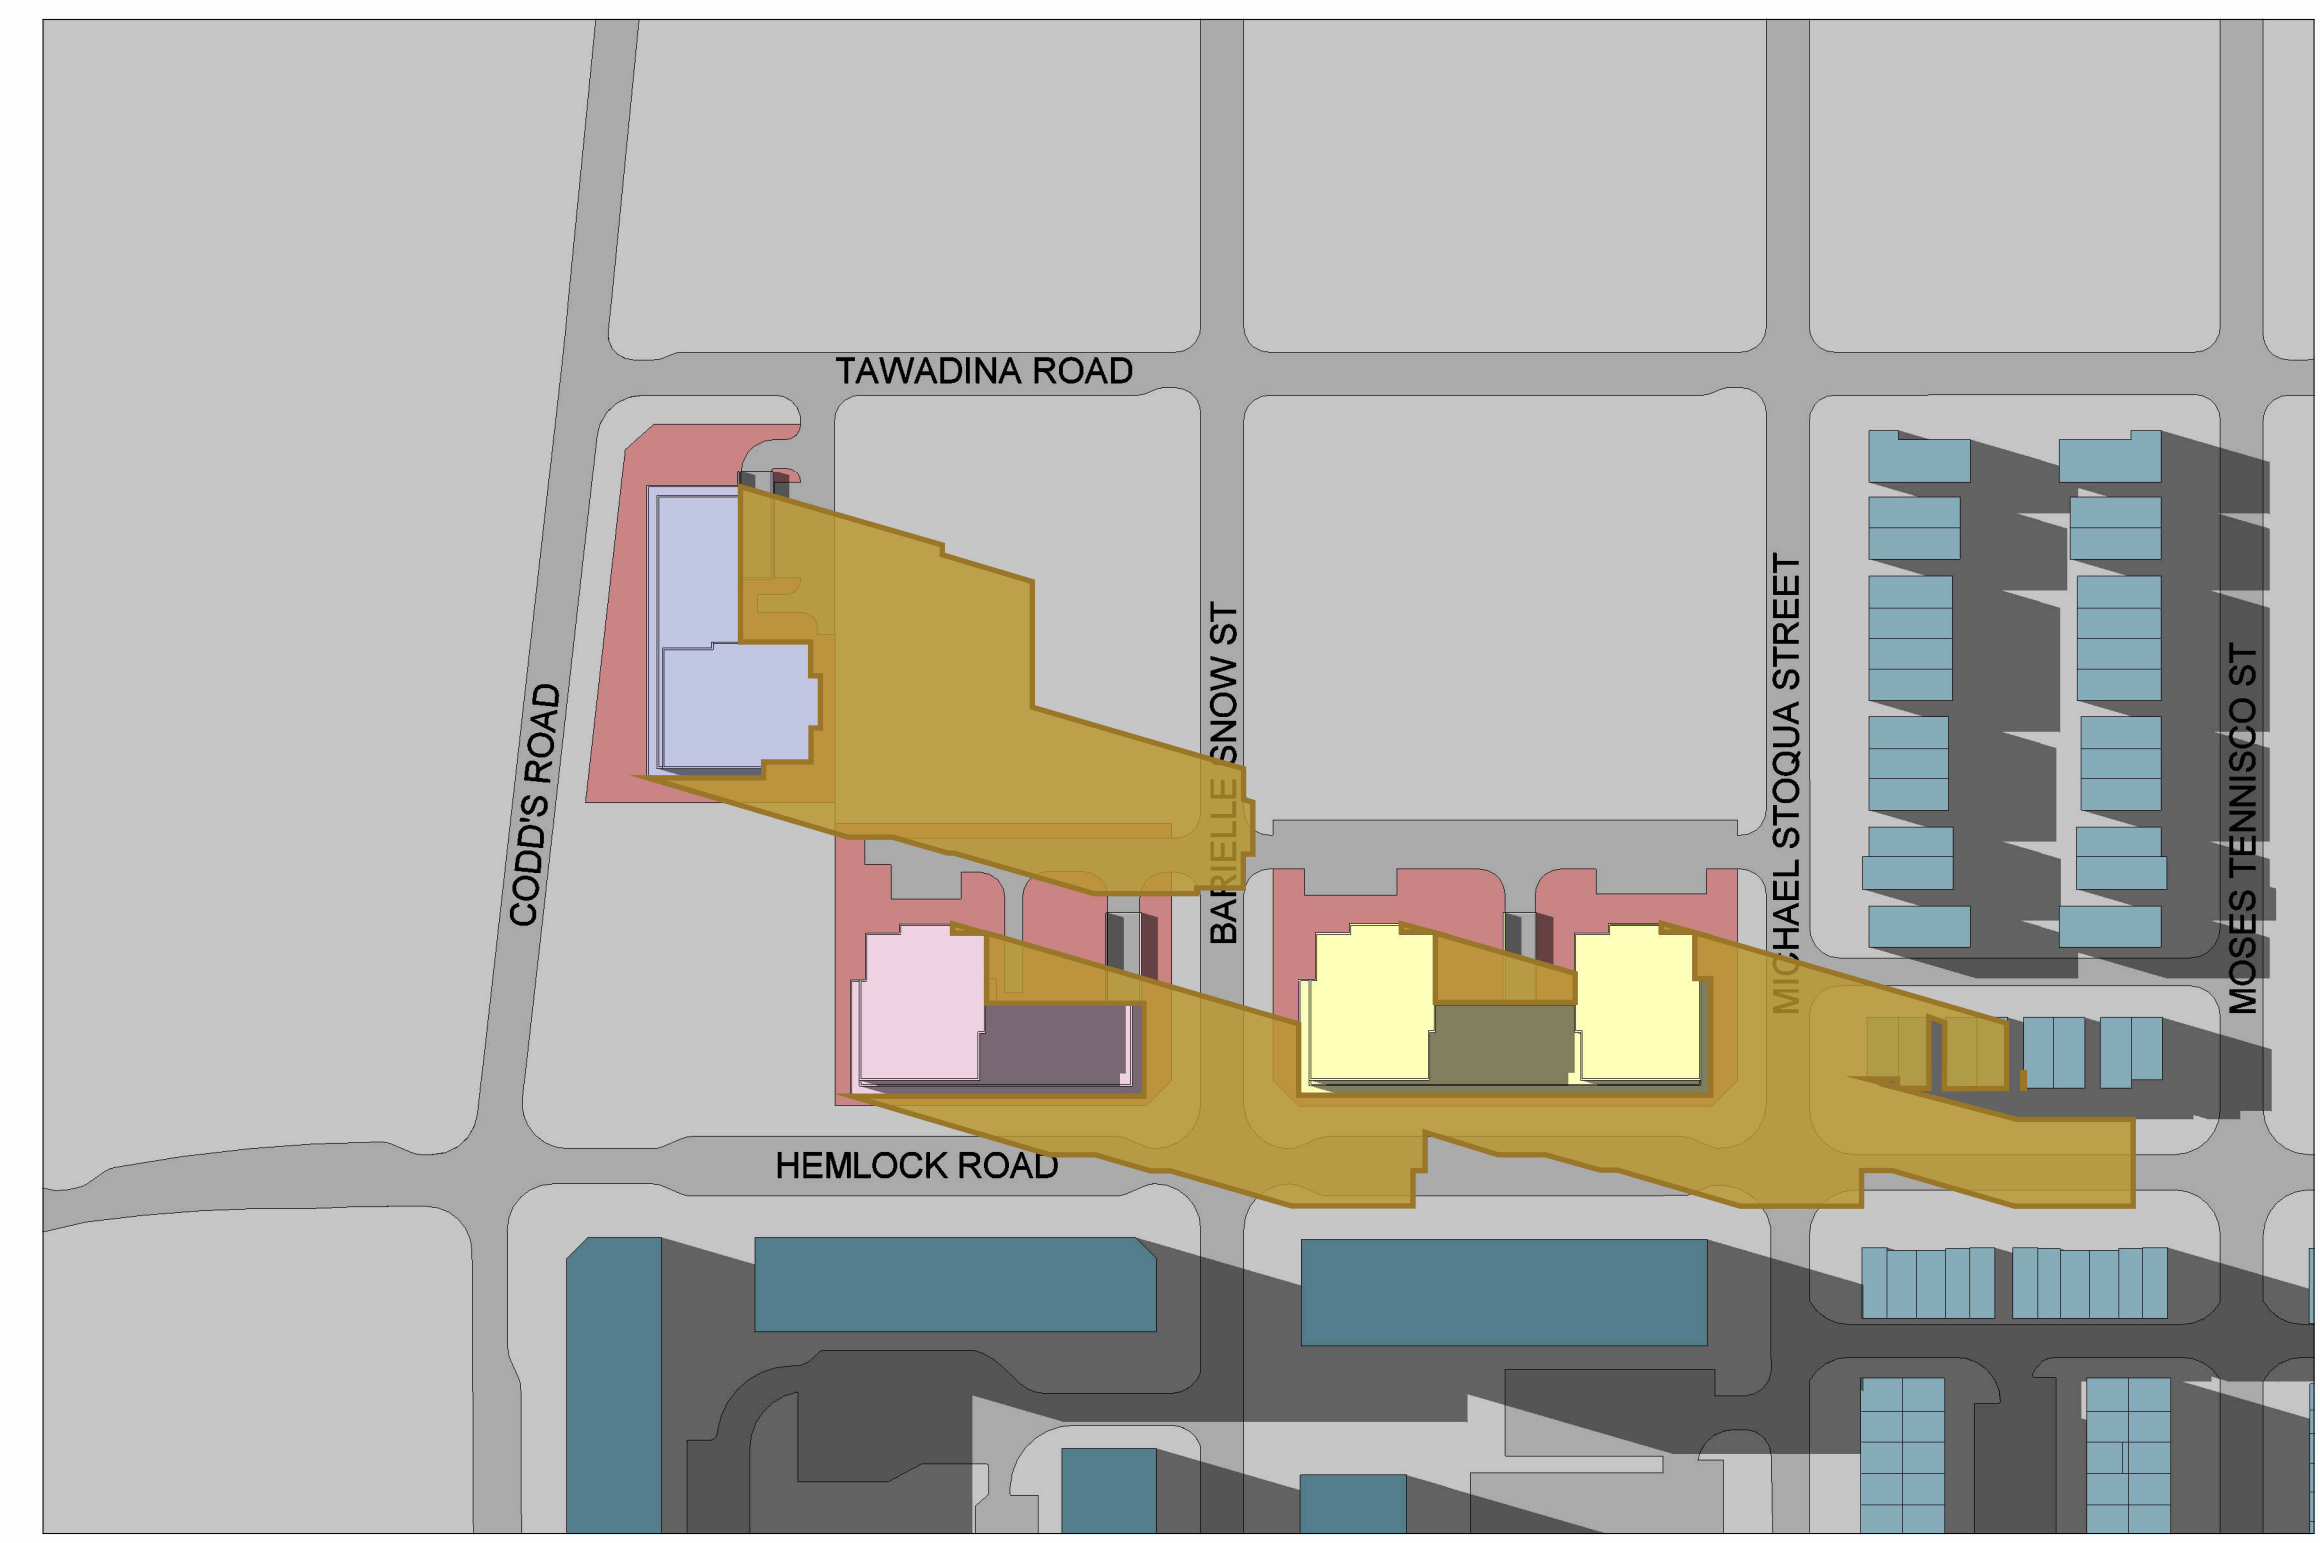 TAWADINA ROAD
CODD'S ROAD
BARIELLE SNOW ST
MICHAEL STOQUA STREET
MOSES TENNISCO ST
HEMLOCK ROAD